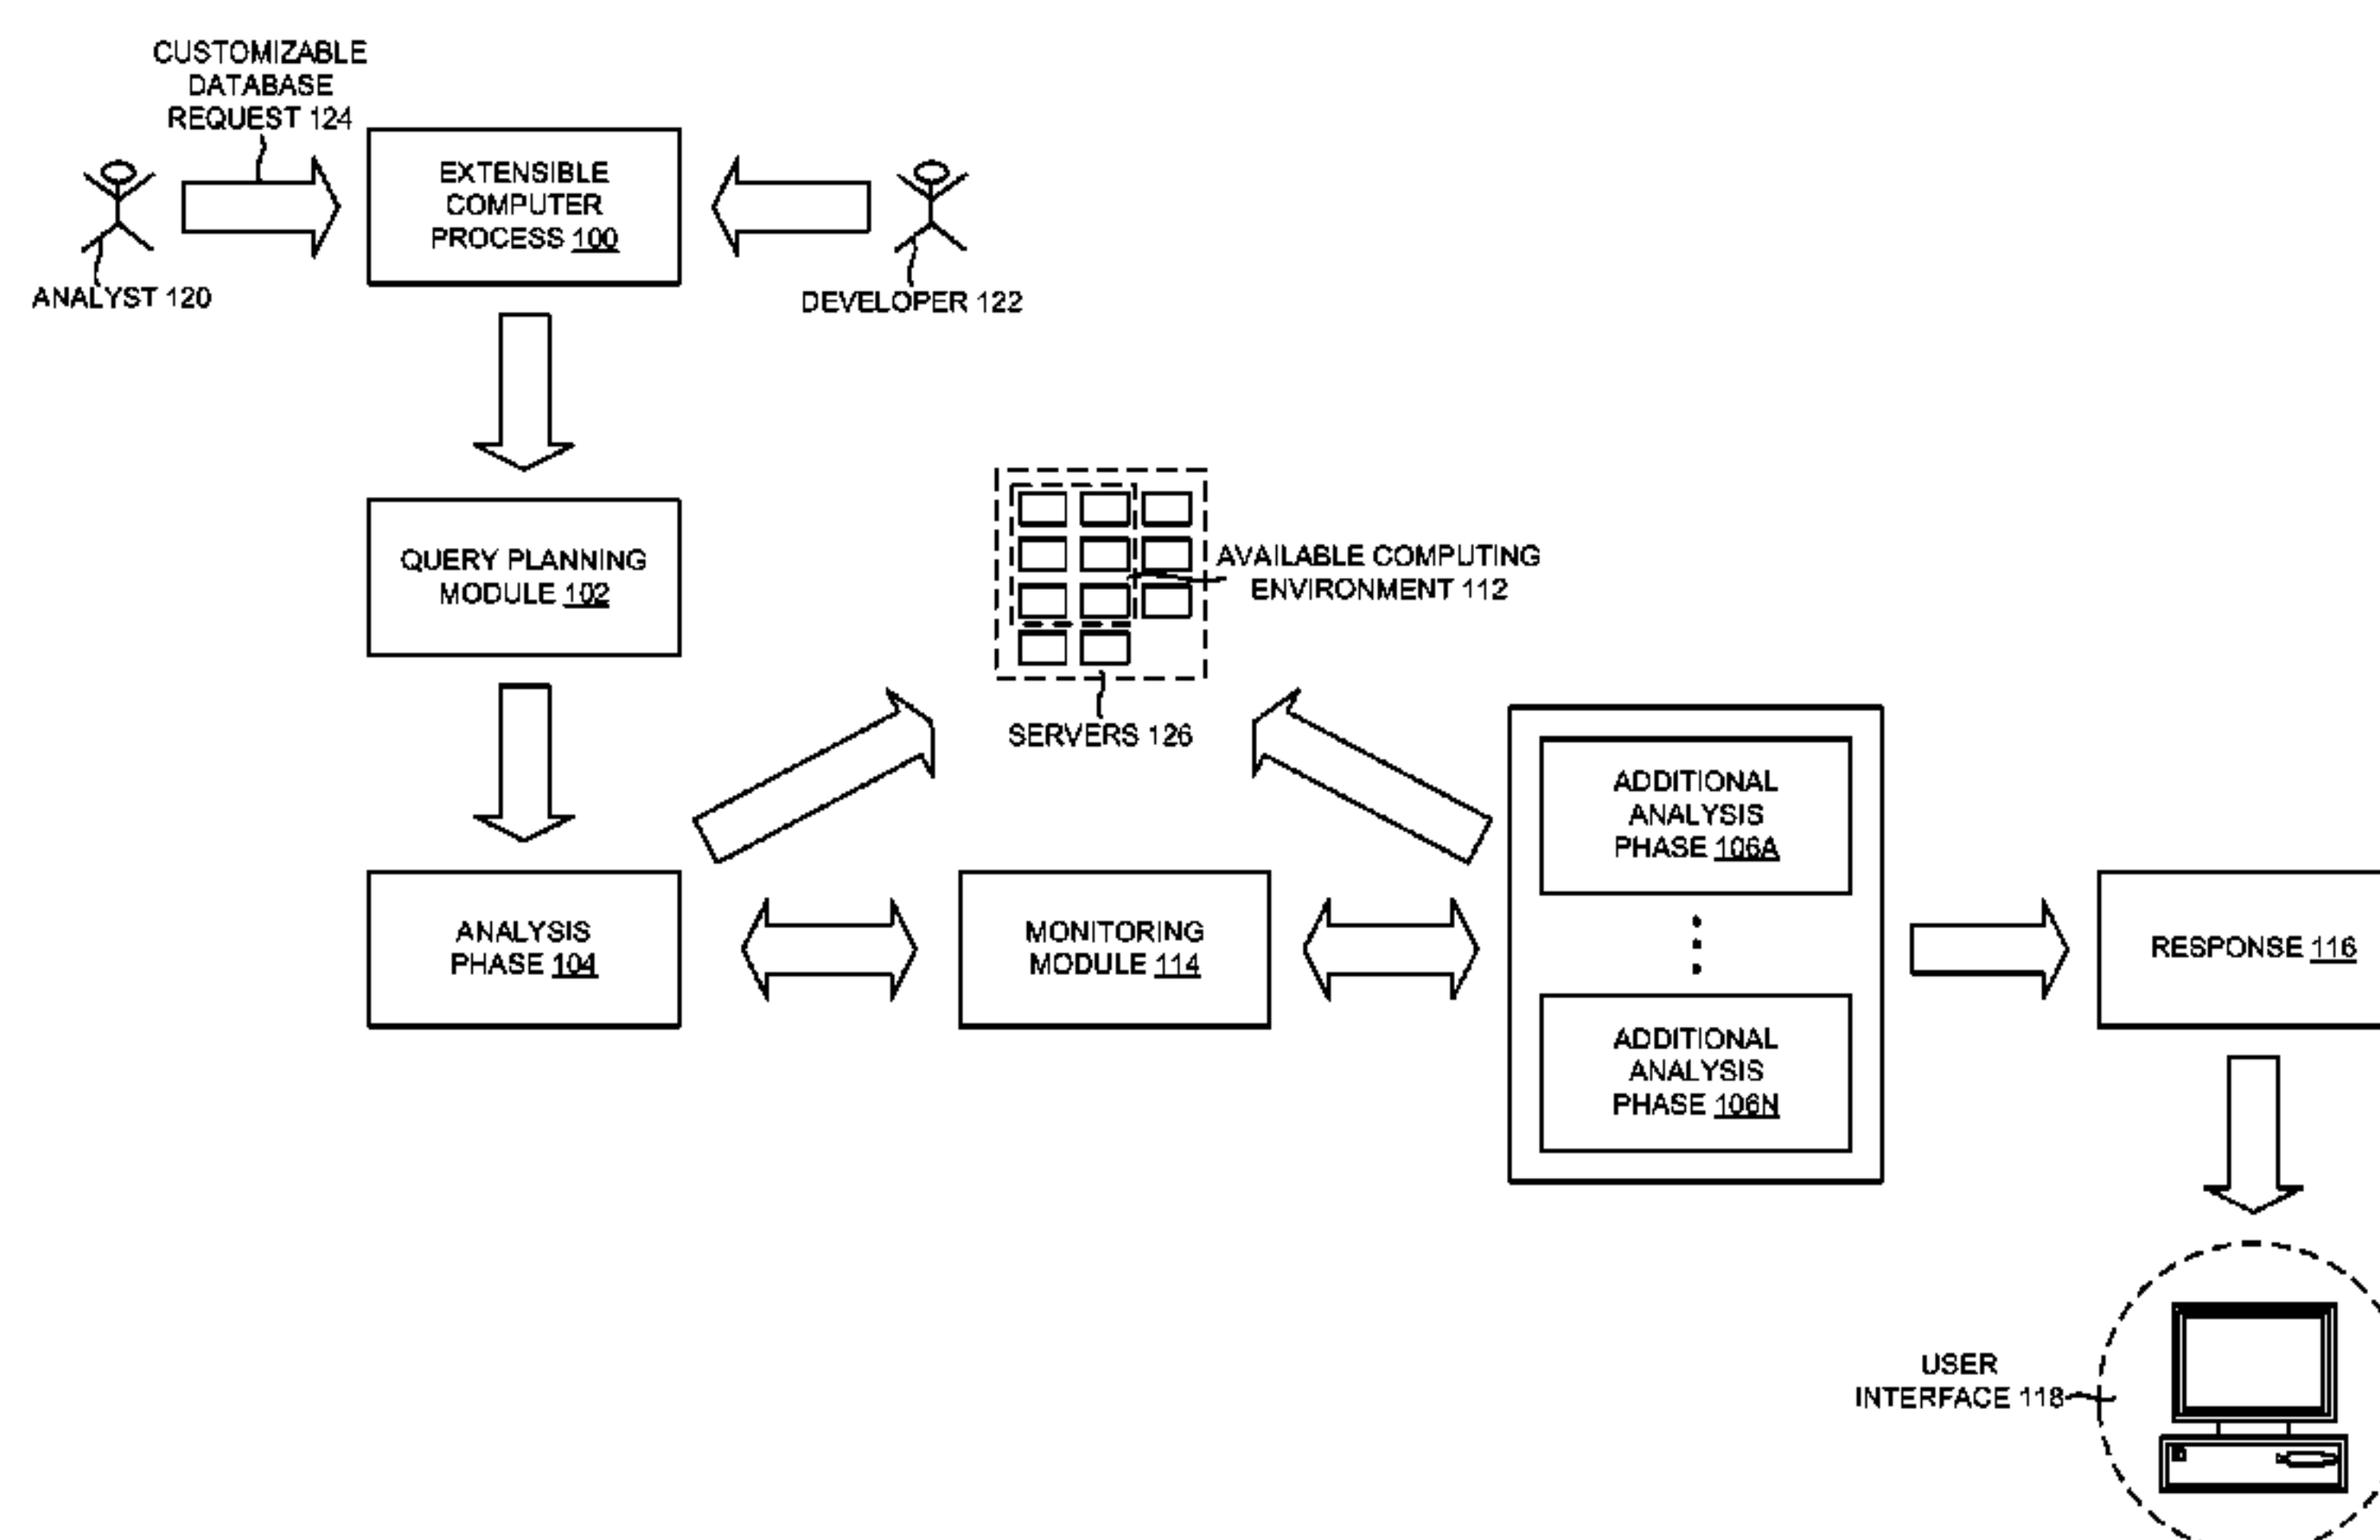 CUSTOMIZABLE
DATABASE
REQUEST 124
EXTENSIBLE
COMPUTER
PROCESS 100
ANALYST 120
DEVELOPER 122
QUERY PLANNING
MODULE 102
AVAILABLE COMPUTING
ENVIRONMENT 112
SERVERS 126
ADDITIONAL
ANALYSIS
PHASE 106A
ANALYSIS
PHASE 104
MONITORING
MODULE 114
RESPONSE 116
ADDITIONAL
ANALYSIS
PHASE 106N
USER
INTERFACE 118